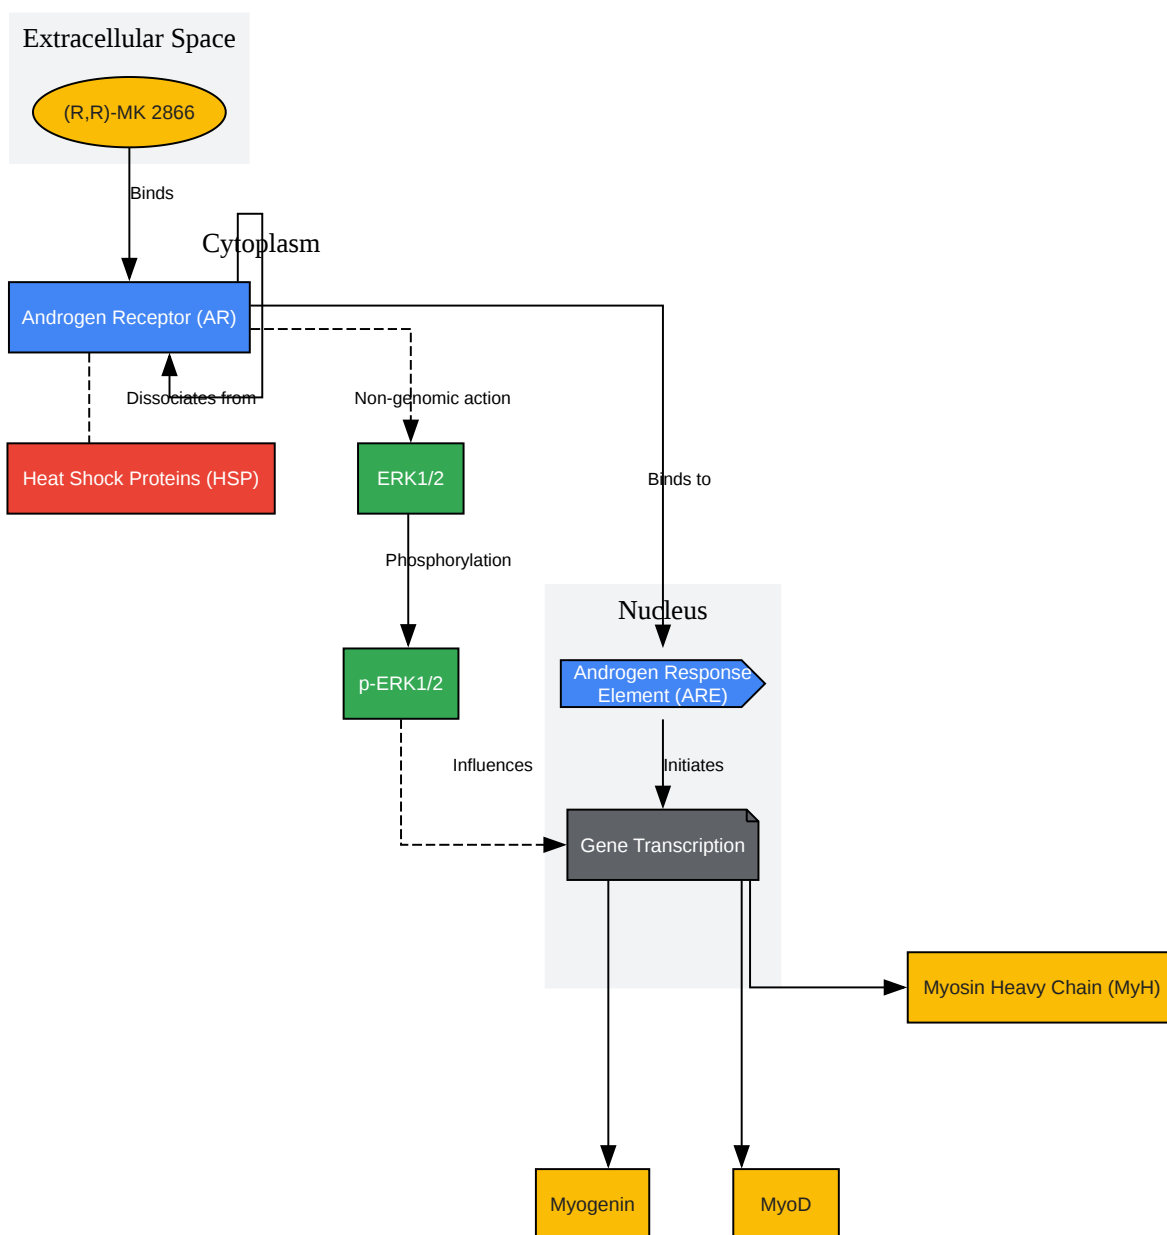 Extracellular Space
(R,R)-MK 2866
Binds
Cytoplasm
Androgen Receptor (AR)
Dissociates from
Non-genomic action
Heat Shock Proteins (HSP)
ERK1/2
Binds to
Phosphorylation
Nucleus
p-ERK1/2
Androgen Response
Element (ARE)
Influences
Initiates
Gene Transcription
Myosin Heavy Chain (MyH)
Myogenin
MyoD